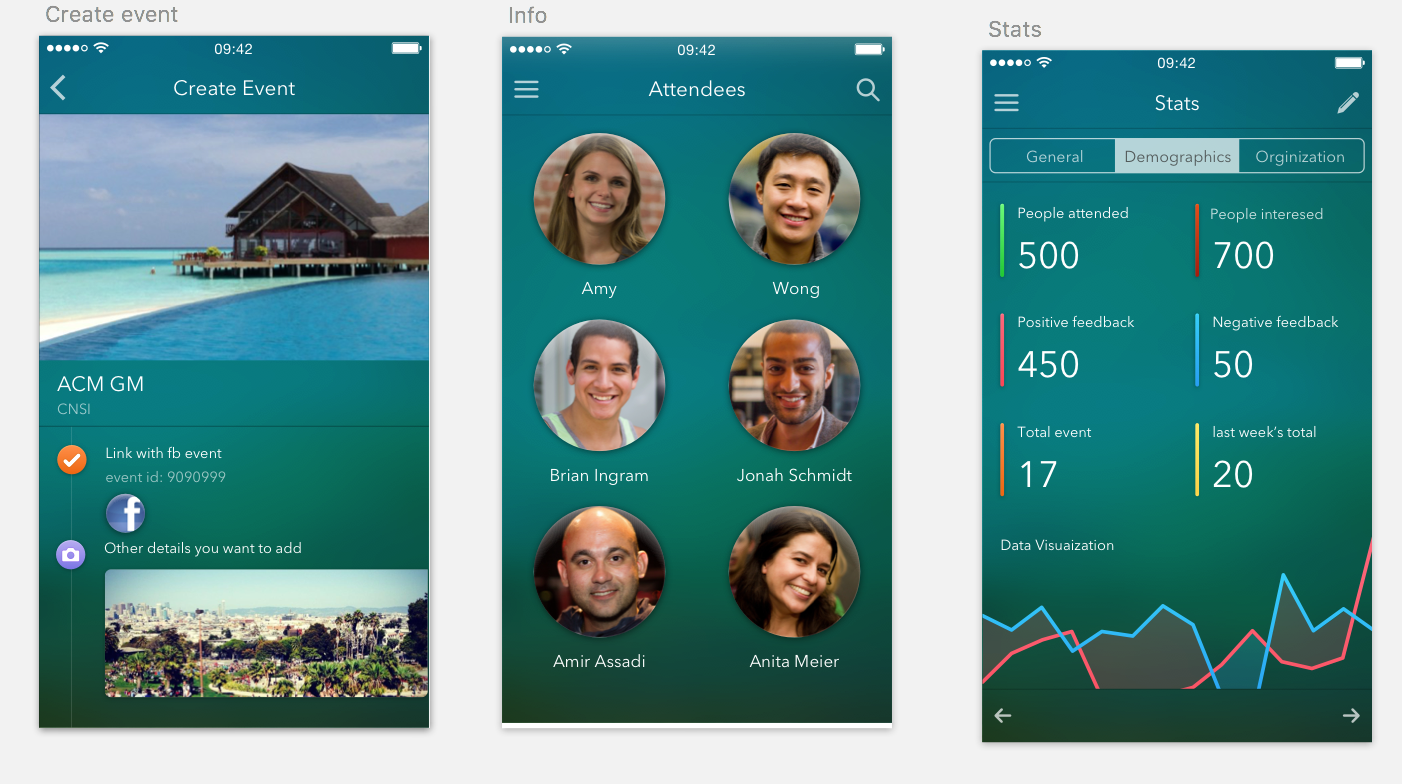 Create event
09:42
Create Event
ACM GM
CNSI
Link with fb event
event id: 9090999
f
Other details you want to add
Info
09:42
Attendees
Amy
Wong
Brian Ingram
Jonah Schmidt
Amir Assadi
Anita Meier
Stats
09:42
Stats
General Demographics Orginization
People attended People interesed
500 700
Positive feedback Negative feedback
450 50
Total event last week's total
17 20
Data Visuaization